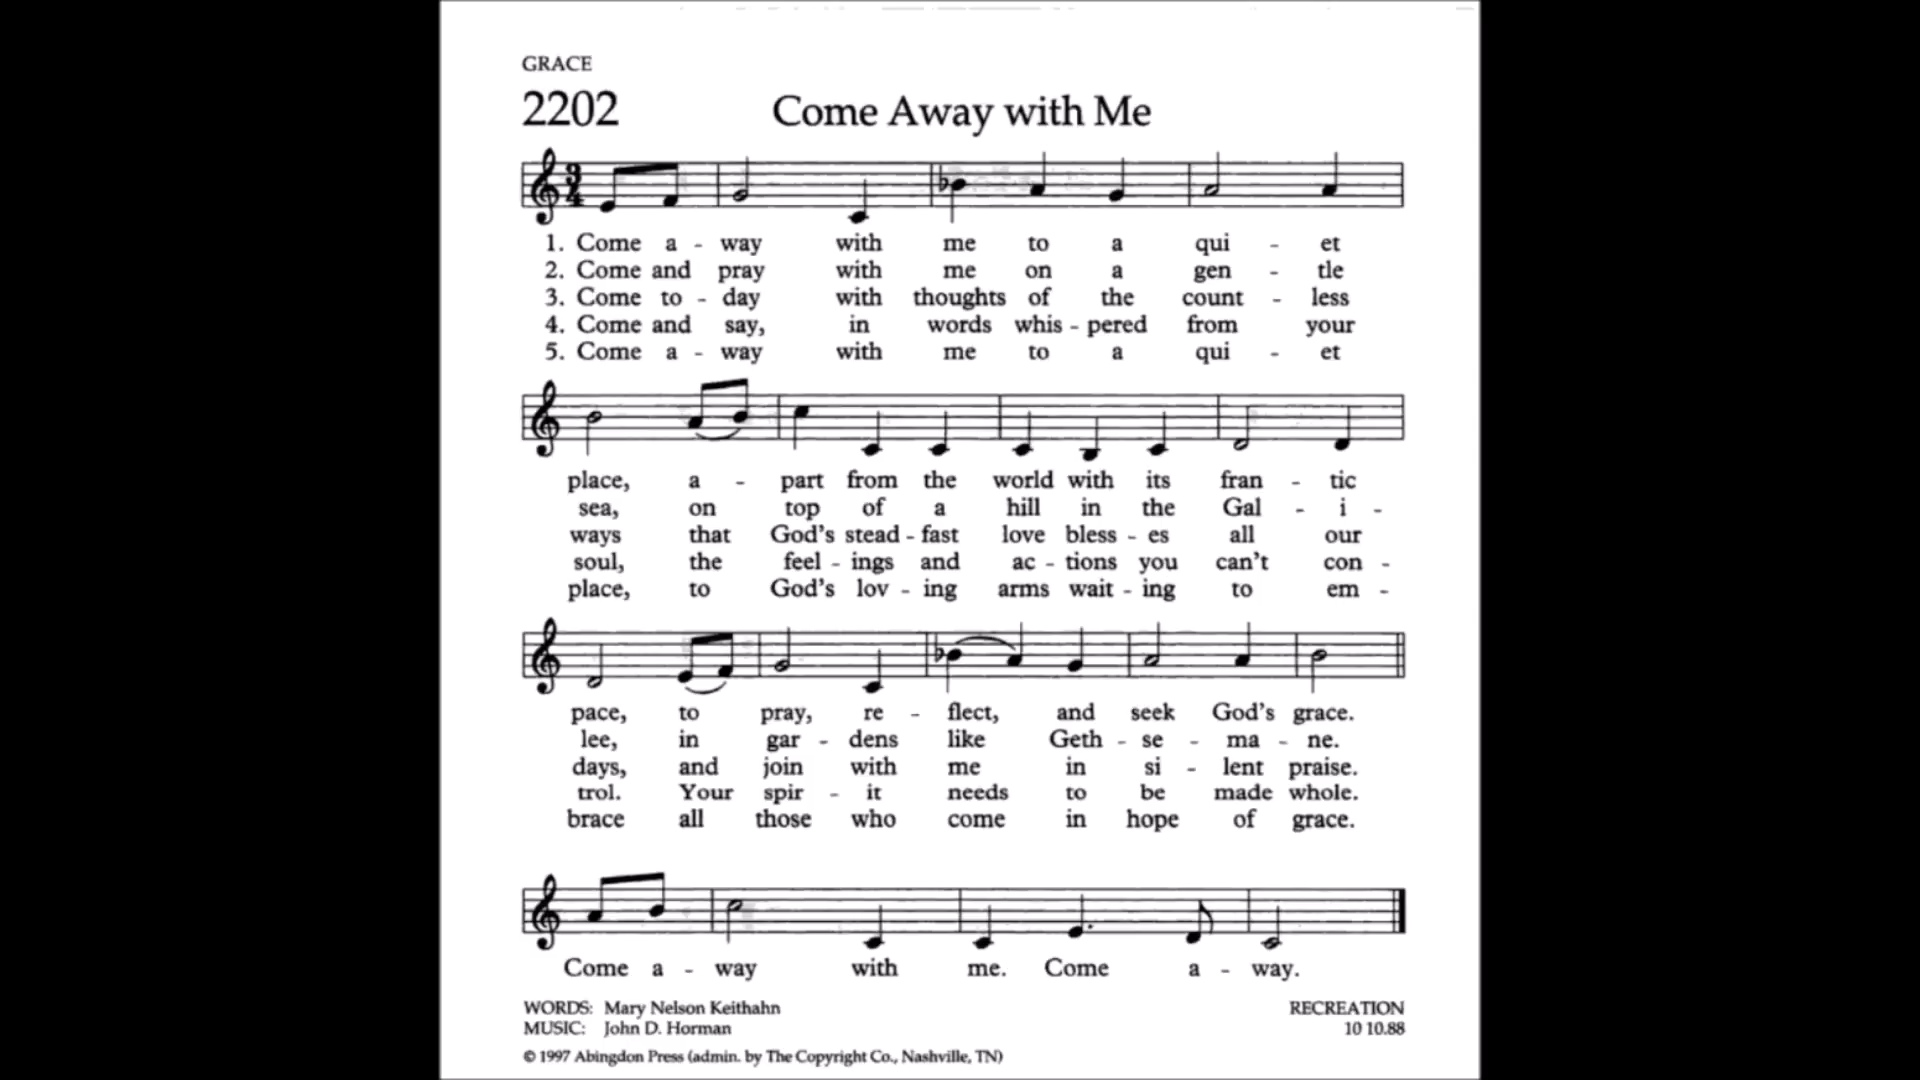 GRACE
2202 Come Away with Me
1. Come a - way with me to a qui - et
2. Come and pray with me on a gen - tle
3. Come to - day with thoughts of the count - less
4. Come and say, in words whis - pered from your
5. Come a - way with me to a qui - et
place, a - part from the world with its fran - tic
sea, on top of a hill in the Gal - i -
ways that God's stead - fast love bless - es all our
soul, the feel - ings and ac - tions you can't con -
place, to God's lov - ing arms wait - ing to em -
pace, to pray, re - flect, and seek God's grace.
lee, in gar - dens like Geth - se - ma - ne.
days, and join with me in si - lent praise.
trol. Your spir - it needs to be made whole.
brace all those who come in hope of grace.
Come a - way with me. Come a - way.
WORDS: Mary Nelson Keithahn RECREATION
MUSIC: John D. Horman 10 10.88
© 1997 Abingdon Press (admin. by The Copyright Co., Nashville, TN)